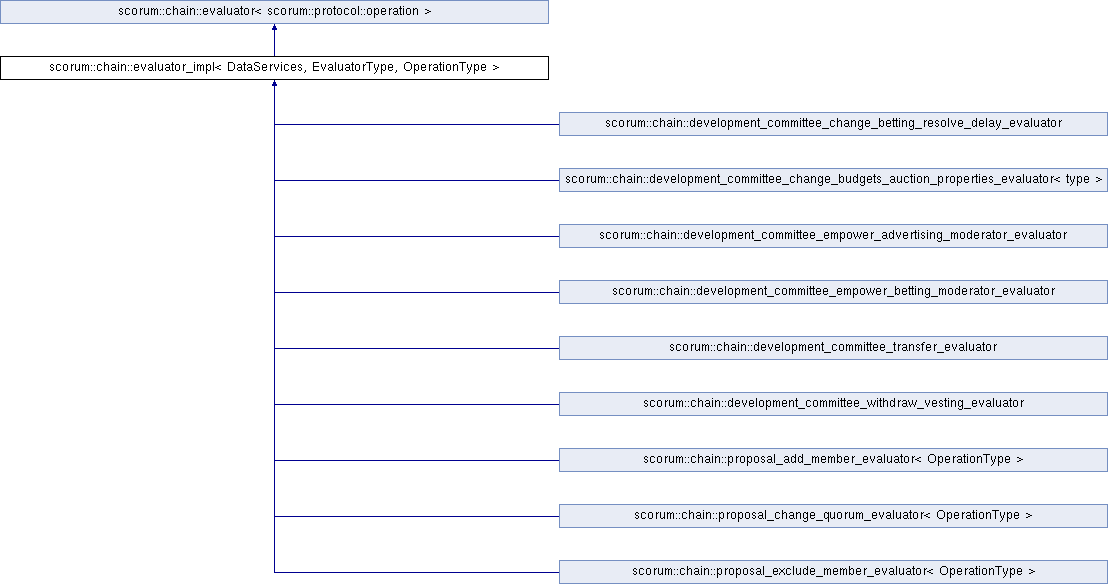 scorum::chain::evaluator< scorum::protocol::operation >
scorum::chain::evaluator_impl< DataServices, EvaluatorType, OperationType >
scorum::chain::development_committee_change_betting_resolve_delay_evaluator
scorum::chain::development_committee_change_budgets_auction_properties_evaluator< type >
scorum::chain::development_committee_empower_advertising_moderator_evaluator
scorum::chain::development_committee_empower_betting_moderator_evaluator
scorum::chain::development_committee_transfer_evaluator
scorum::chain::development_committee_withdraw_vesting_evaluator
scorum::chain::proposal_add_member_evaluator< OperationType >
scorum::chain::proposal_change_quorum_evaluator< OperationType >
scorum::chain::proposal_exclude_member_evaluator< OperationType >